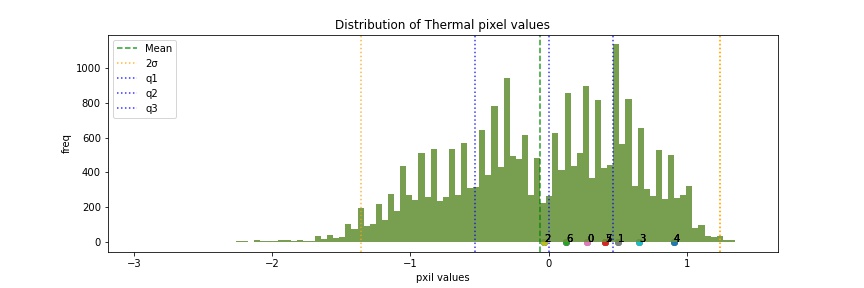 Distribution of Thermal pixel values
Mean
2σ
q1
q2
q3
freq
1000
800
600
400
200
0
2 6 0 5 1 3 4
−3 −2 −1 0 1
pxil values